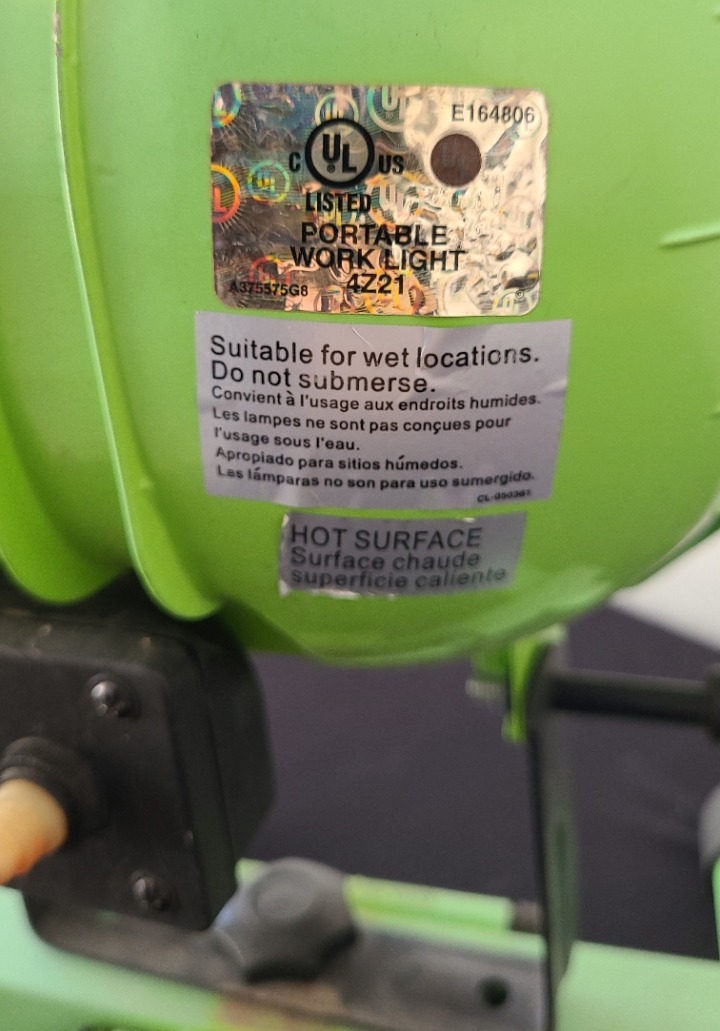 E164806
C UL US
LISTED
PORTABLE
WORK LIGHT
A375575G8 4Z21
Suitable for wet locations.
Do not submerse.
Convient à l'usage aux endroits humides.
Les lampes ne sont pas conçues pour
l'usage sous l'eau.
Apropiado para sitios húmedos.
Las lámparas no son para uso sumergido.
HOT SURFACE
Surface chaude
superficie caliente